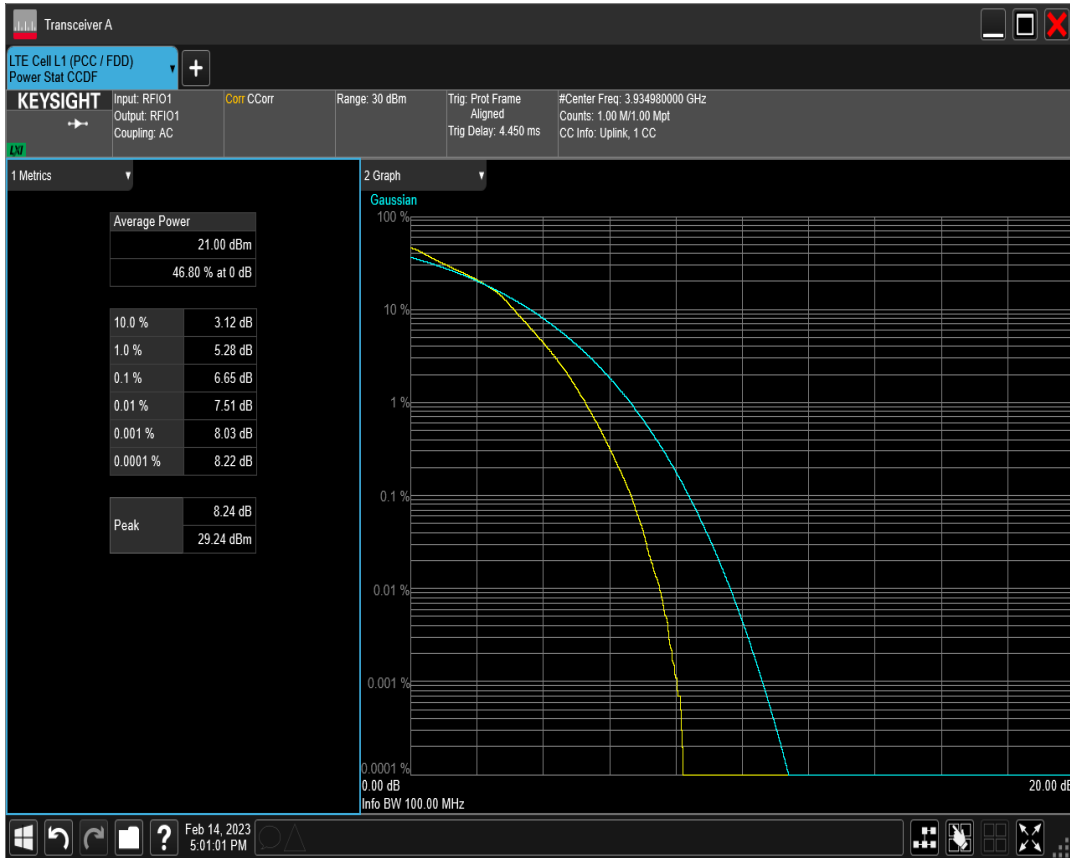 Transceiver A
LTE Cell L1 (PCC / FDD)
Power Stat CCDF
KEYSIGHT
LXI
Input: RFIO1
Output: RFIO1
Coupling: AC
Corr CCorr
Range: 30 dBm
Trig: Prot Frame
Aligned
Trig Delay: 4.450 ms
#Center Freq: 3.934980000 GHz
Counts: 1.00 M/1.00 Mpt
CC Info: Uplink, 1 CC
1 Metrics
Average Power
21.00 dBm
46.80 % at 0 dB
10.0 % 3.12 dB
1.0 % 5.28 dB
0.1 % 6.65 dB
0.01 % 7.51 dB
0.001 % 8.03 dB
0.0001 % 8.22 dB
Peak
8.24 dB
29.24 dBm
2 Graph
Gaussian
100 %
10 %
1 %
0.1 %
0.01 %
0.001 %
0.0001 %
0.00 dB
20.00 dB
Info BW 100.00 MHz
?
Feb 14, 2023
5:01:01 PM